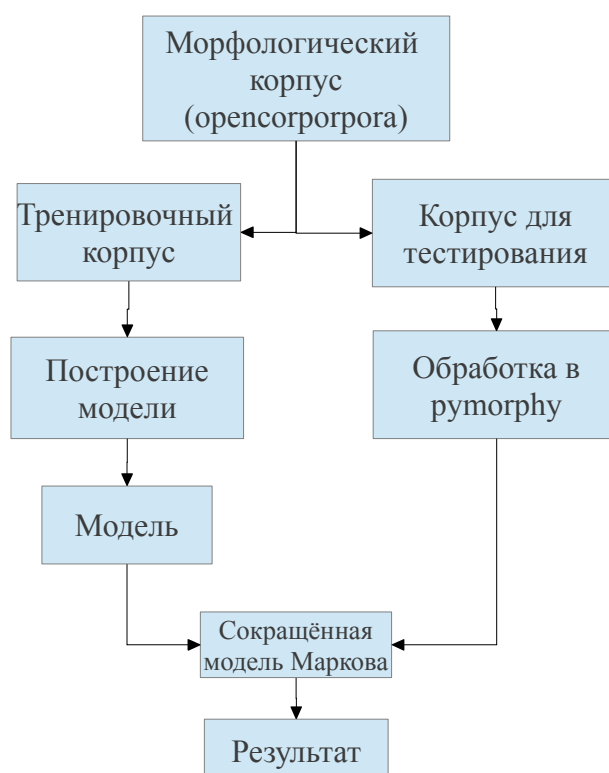 Морфологический
корпус
(opencorporpora)
Тренировочный
корпус
Корпус для
тестирования
Построение
модели
Обработка в
pymorphy
Модель
Сокращённая
модель Маркова
Результат